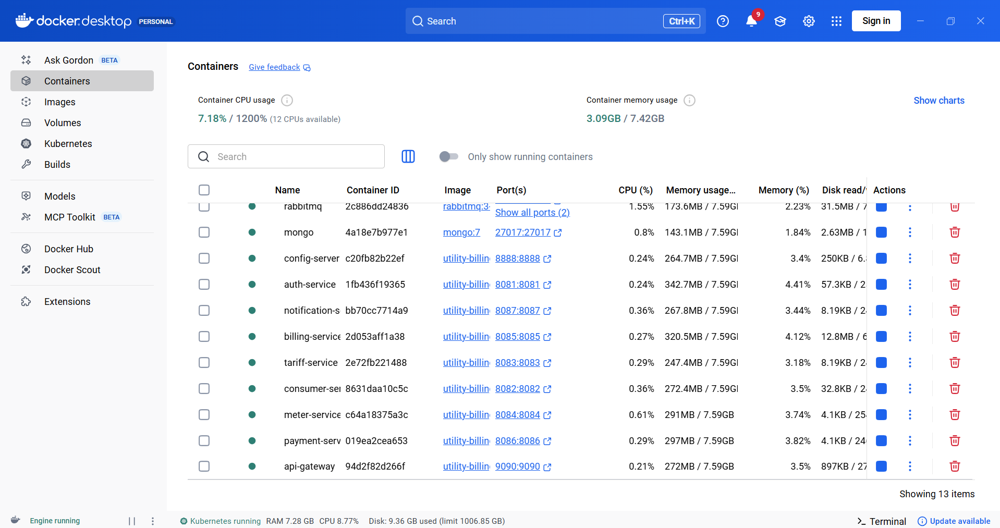 docker.desktop PERSONAL
Search Ctrl+K
9
Sign in
Ask Gordon BETA
Containers
Images
Volumes
Kubernetes
Builds
Models
MCP Toolkit BETA
Docker Hub
Docker Scout
Extensions
Containers Give feedback
Container CPU usage
7.18% / 1200% (12 CPUs available)
Container memory usage
3.09GB / 7.42GB
Show charts
Search
Only show running containers
Name Container ID Image Port(s) CPU (%) Memory usage... Memory (%) Disk read/ Actions
rabbitmq 2c886dd24836 rabbitmq:3- Show all ports (2) 1.55% 173.6MB / 7.59G 2.23% 31.5MB / 7
mongo 4a18e7b977e1 mongo:7 27017:27017 0.8% 143.1MB / 7.59G 1.84% 2.63MB / 1
config-server c20fb82b22ef utility-billin 8888:8888 0.24% 264.7MB / 7.59G 3.4% 250KB / 6.
auth-service 1fb436f19365 utility-billin 8081:8081 0.24% 342.7MB / 7.59G 4.41% 57.3KB / 2
notification-s bb70cc7714a9 utility-billin 8087:8087 0.36% 267.8MB / 7.59G 3.44% 8.19KB / 2
billing-service 2d053aff1a38 utility-billin 8085:8085 0.27% 320.5MB / 7.59G 4.12% 12.8MB / 6
tariff-service 2e72fb221488 utility-billin 8083:8083 0.29% 247.4MB / 7.59G 3.18% 8.19KB / 2
consumer-se 8631daa10c5c utility-billin 8082:8082 0.36% 272.4MB / 7.59G 3.5% 32.8KB / 2
meter-service c64a18375a3c utility-billin 8084:8084 0.61% 291MB / 7.59GB 3.74% 4.1KB / 25
payment-serv 019ea2cea653 utility-billin 8086:8086 0.29% 297MB / 7.59GB 3.82% 4.1KB / 24
api-gateway 94d2f82d266f utility-billin 9090:9090 0.21% 272MB / 7.59GB 3.5% 897KB / 27
Showing 13 items
Engine running
Kubernetes running RAM 7.28 GB CPU 8.77% Disk: 9.36 GB used (limit 1006.85 GB)
Terminal
Update available